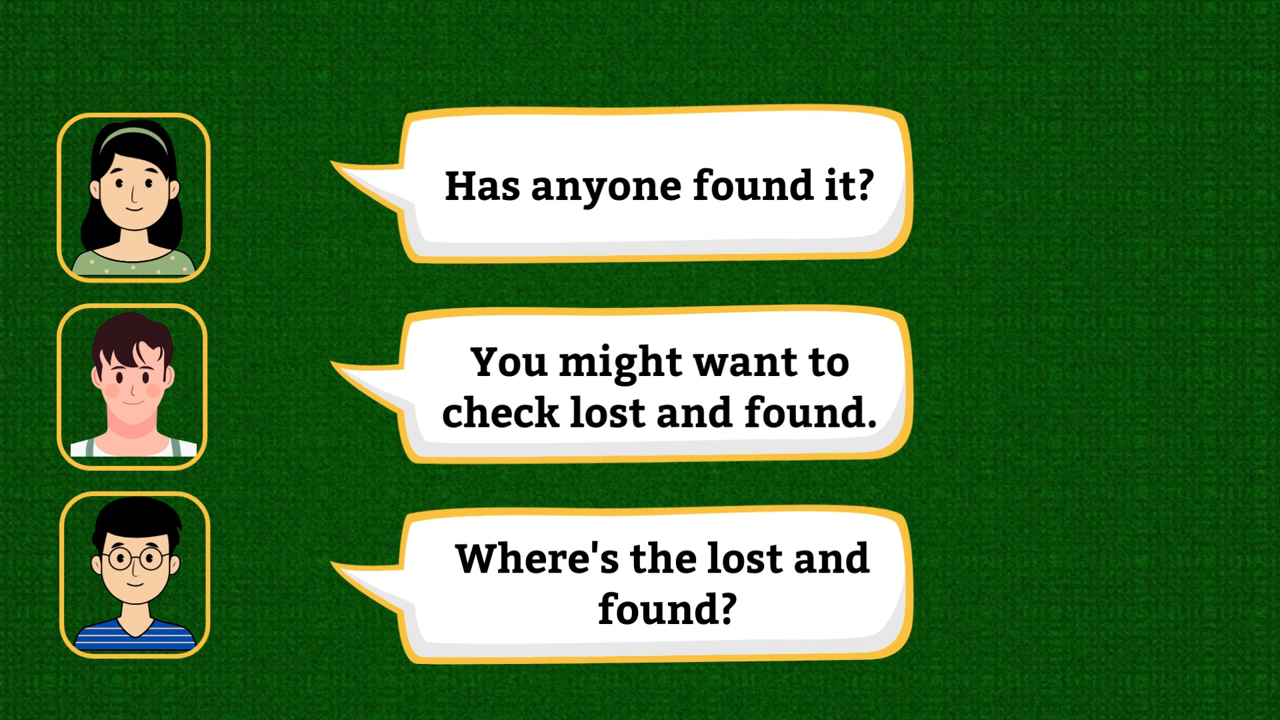 Has anyone found it?
You might want to
check lost and found.
Where's the lost and
found?